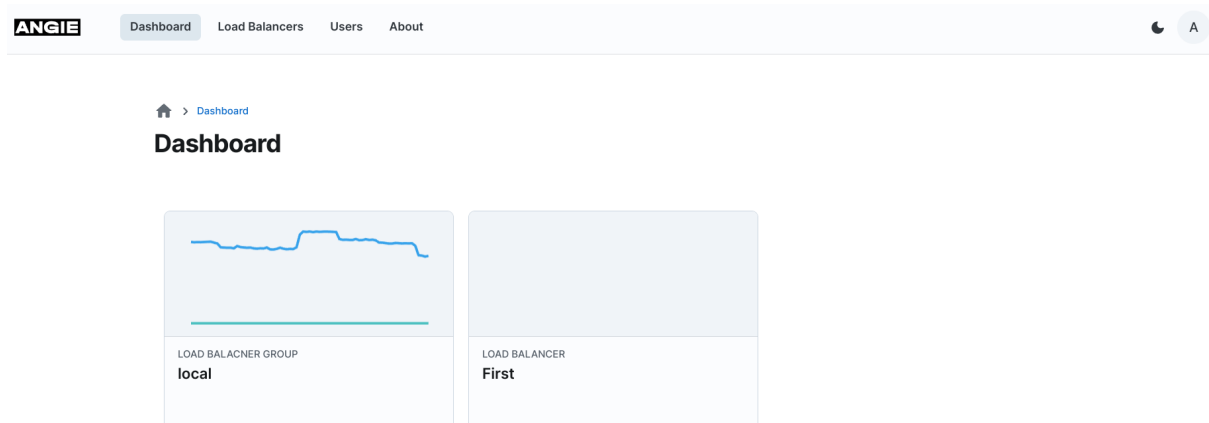 ANGIE Dashboard Load Balancers Users About A
Dashboard
Dashboard
LOAD BALACNER GROUP
local
LOAD BALANCER
First